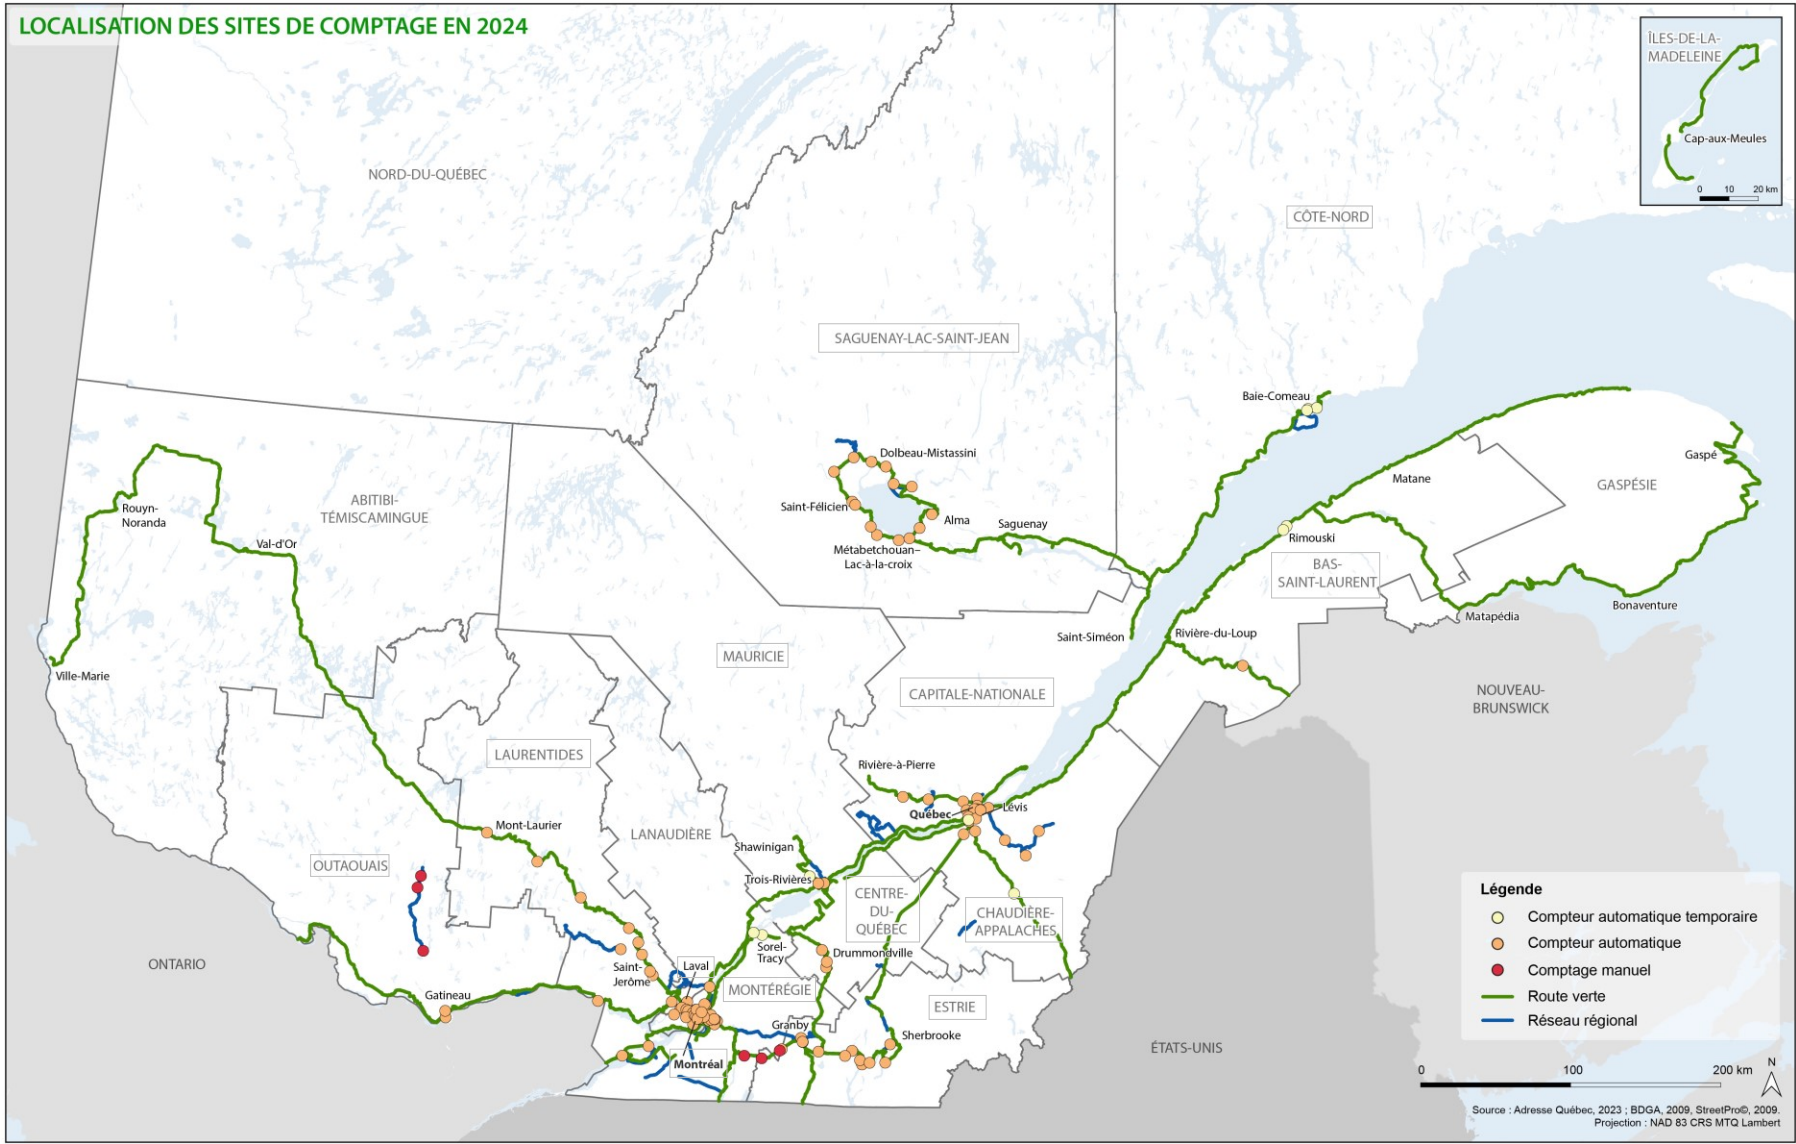 LOCALISATION DES SITES DE COMPTAGE EN 2024
ÎLES-DE-LA-
MADELEINE
Cap-aux-Meules
0 10 20 km
NORD-DU-QUÉBEC
CÔTE-NORD
SAGUENAY-LAC-SAINT-JEAN
Baie-Comeau
Dolbeau-Mistassini
Saint-Félicien
Alma
Saguenay
Métabetchouan–
Lac-à-la-croix
Matane
Gaspé
GASPÉSIE
Rimouski
BAS-
SAINT-LAURENT
Bonaventure
Matapédia
Rouyn-
Noranda
ABITIBI-
TÉMISCAMINGUE
Val-d'Or
Ville-Marie
Saint-Siméon
Rivière-du-Loup
MAURICIE
CAPITALE-NATIONALE
NOUVEAU-
BRUNSWICK
LAURENTIDES
Rivière-à-Pierre
Québec
Lévis
Mont-Laurier
LANAUDIÈRE
Shawinigan
OUTAOUAIS
Trois-Rivières
CENTRE-
DU-
QUÉBEC
CHAUDIÈRE-
APPALACHES
Sorel-
Tracy
Drummondville
ONTARIO
Saint-
Jérôme
Laval
MONTÉRÉGIE
Gatineau
ESTRIE
Granby
Sherbrooke
Montréal
ÉTATS-UNIS
Légende
Compteur automatique temporaire
Compteur automatique
Comptage manuel
Route verte
Réseau régional
0 100 200 km
N
Source : Adresse Québec, 2023 ; BDGA, 2009, StreetPro©, 2009.
Projection : NAD 83 CRS MTQ Lambert